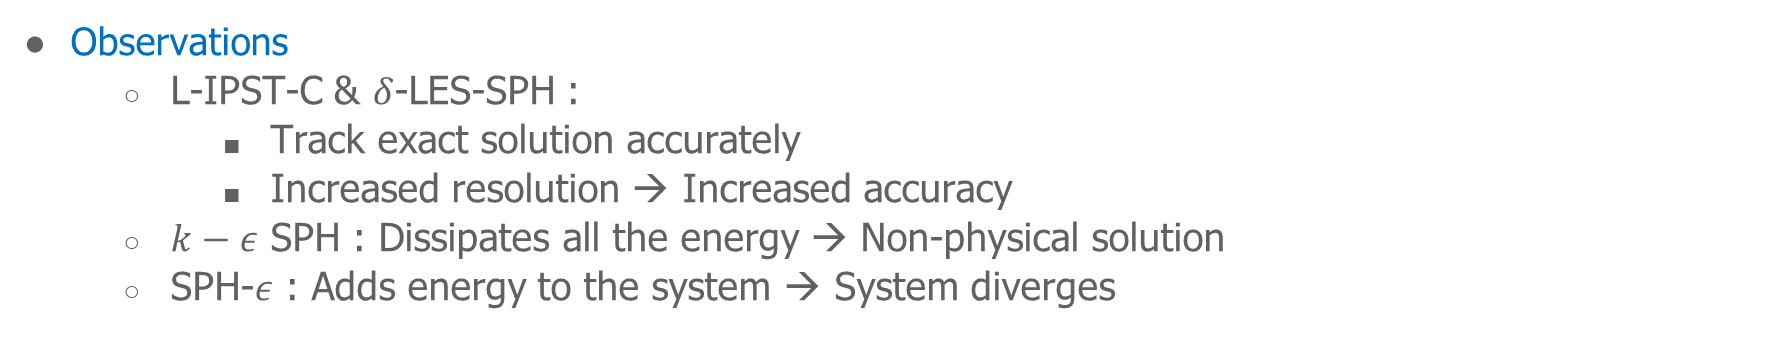 ● Observations
○ L-IPST-C & 𝛿-LES-SPH :
■ Track exact solution accurately
■ Increased resolution → Increased accuracy
○ 𝑘 − 𝜖 SPH : Dissipates all the energy → Non-physical solution
○ SPH-𝜖 : Adds energy to the system → System diverges